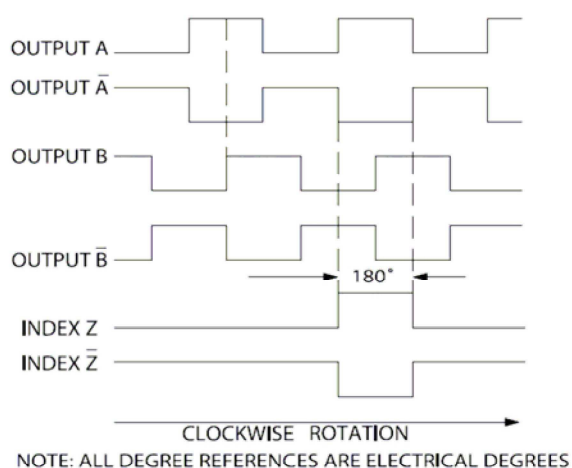 OUTPUT A
OUTPUT A̅
OUTPUT B
OUTPUT B̅
180°
INDEX Z
INDEX Z̅
CLOCKWISE ROTATION
NOTE: ALL DEGREE REFERENCES ARE ELECTRICAL DEGREES